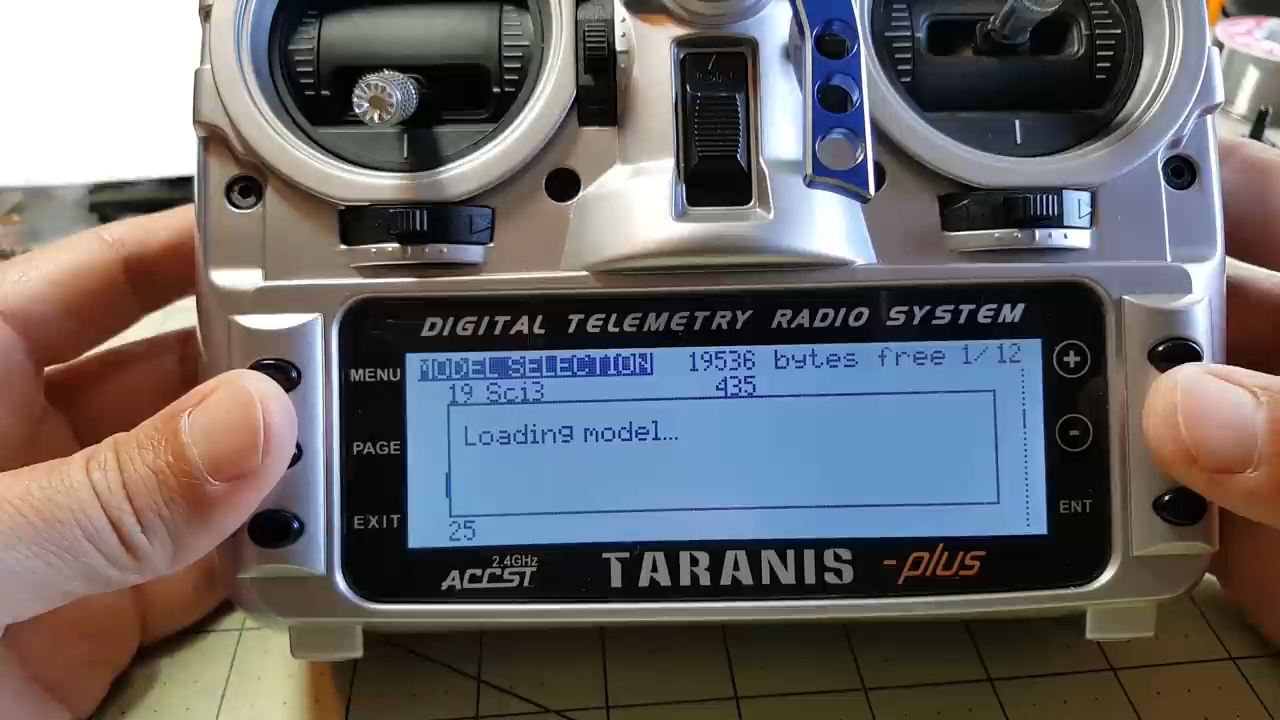 DIGITAL TELEMETRY RADIO SYSTEM
MENU
PAGE
EXIT
MODEL SELECTION 19536 bytes free 1/12
19 Sci3 435
Loading model...
25
+
-
ENT
2.4GHz
ACCST
TARANIS -plus